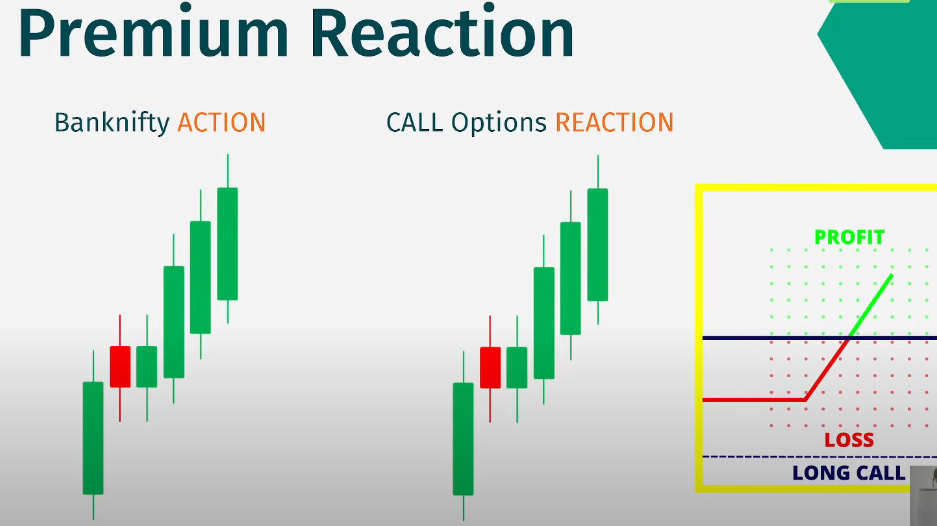 Premium Reaction
Banknifty ACTION
CALL Options REACTION
PROFIT
LOSS
LONG CALL